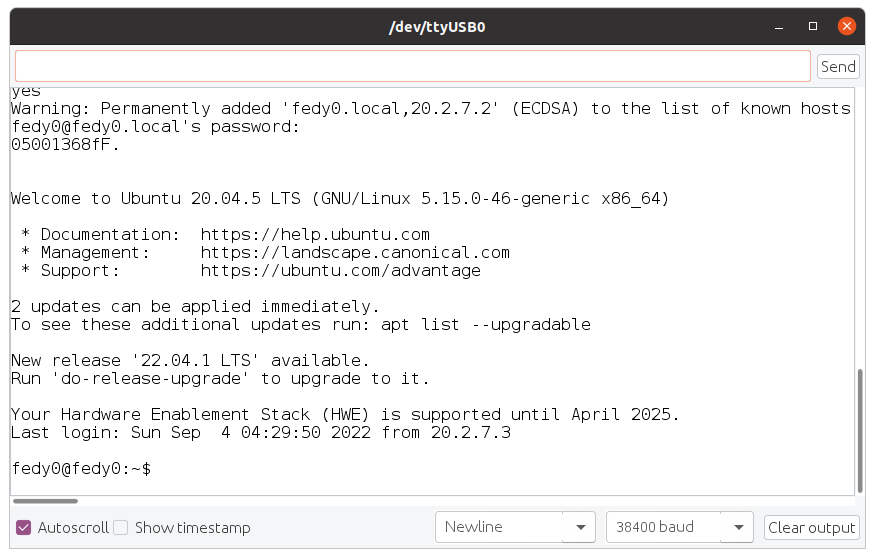 /dev/ttyUSB0
Send
yes
Warning: Permanently added 'fedy0.local,20.2.7.2' (ECDSA) to the list of known hosts
fedy0@fedy0.local's password:
05001368fF.
Welcome to Ubuntu 20.04.5 LTS (GNU/Linux 5.15.0-46-generic x86_64)
* Documentation:  https://help.ubuntu.com
* Management:     https://landscape.canonical.com
* Support:        https://ubuntu.com/advantage
2 updates can be applied immediately.
To see these additional updates run: apt list --upgradable
New release '22.04.1 LTS' available.
Run 'do-release-upgrade' to upgrade to it.
Your Hardware Enablement Stack (HWE) is supported until April 2025.
Last login: Sun Sep  4 04:29:50 2022 from 20.2.7.3
fedy0@fedy0:~$
Autoscroll Show timestamp Newline 38400 baud Clear output